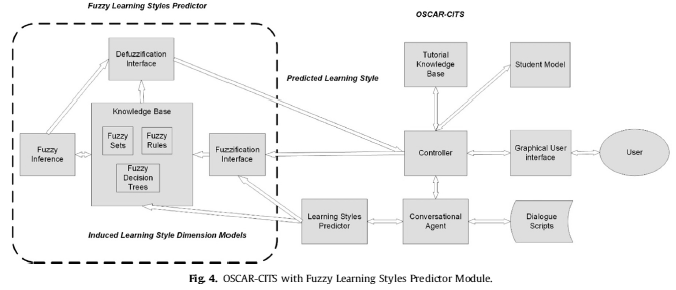 Fuzzy Learning Styles Predictor
OSCAR-CITS
Defuzzification
Interface
Tutorial
Knowledge
Base
Student Model
Predicted Learning Style
Knowledge Base
Fuzzy
Sets
Fuzzy
Rules
Fuzzy
Inference
Fuzzification
Interface
Controller
Graphical User
interface
User
Fuzzy
Decision
Trees
Induced Learning Style Dimension Models
Learning Styles
Predictor
Conversational
Agent
Dialogue
Scripts
Fig. 4. OSCAR-CITS with Fuzzy Learning Styles Predictor Module.